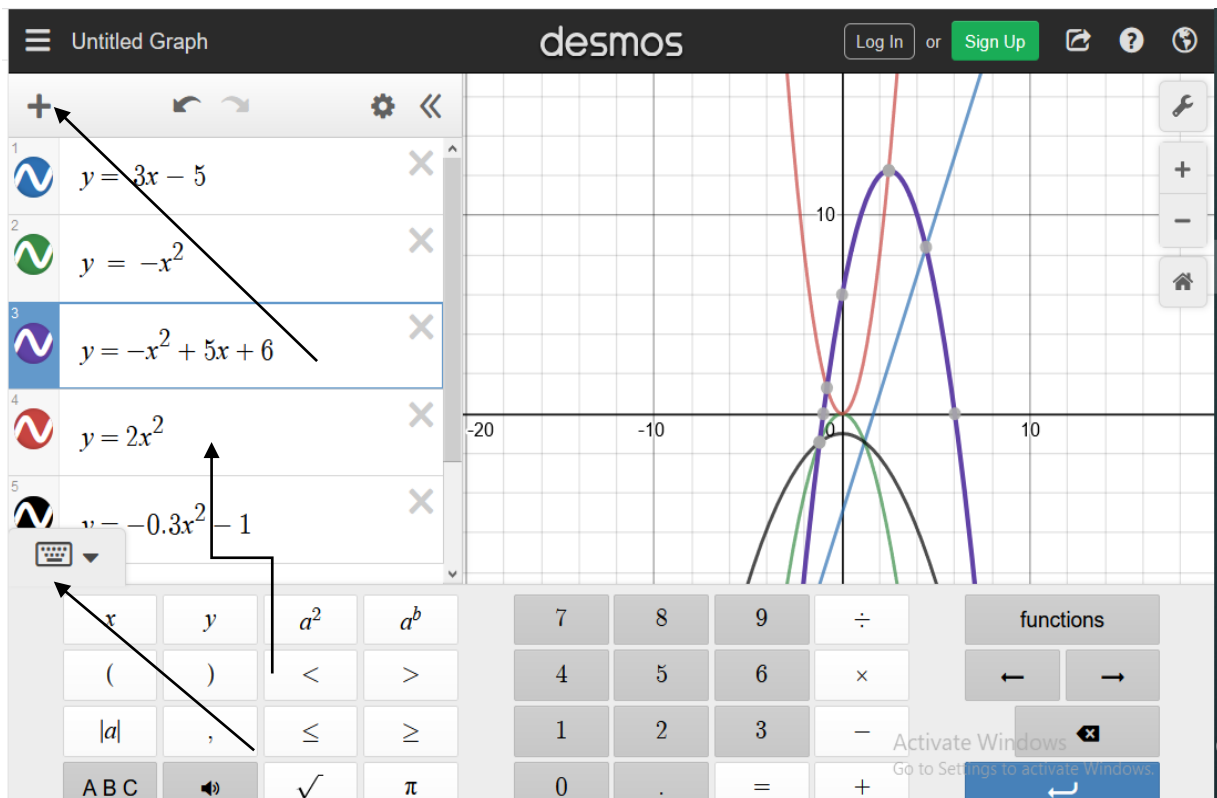 Untitled Graph
desmos
Log In or Sign Up
1
y = 3x − 5
2
y = −x²
3
y = −x² + 5x + 6
4
y = 2x²
5
y = −0.3x² − 1
10
-20 -10 0 10
x y a² aᵇ 7 8 9 ÷ functions
( ) < > 4 5 6 ×
|a| , ≤ ≥ 1 2 3 −
A B C √ π 0 . = +
Activate Windows
Go to Settings to activate Windows.